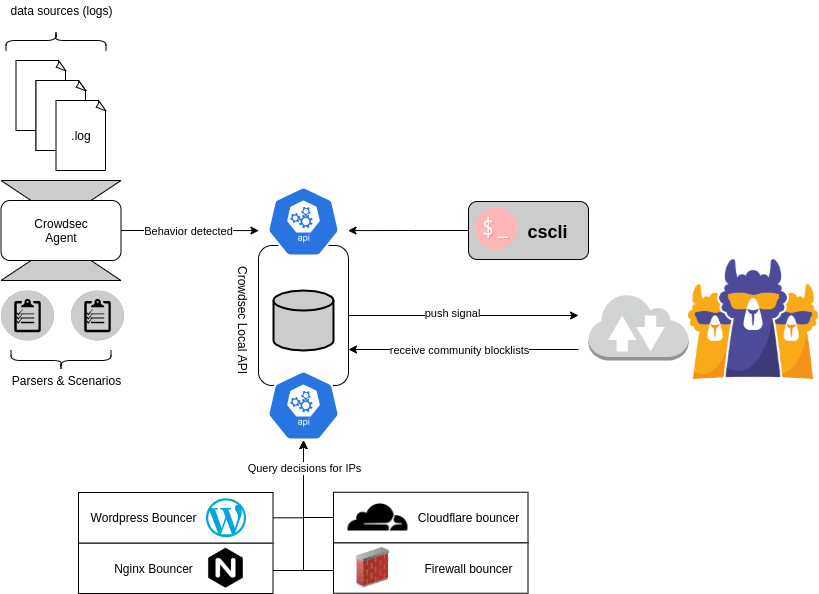 data sources (logs)
.log
Crowdsec
Agent
Behavior detected
api
$_
cscli
Crowdsec Local API
push signal
receive community blocklists
Parsers & Scenarios
api
Query decisions for IPs
Wordpress Bouncer
W
Cloudflare bouncer
Nginx Bouncer
N
Firewall bouncer